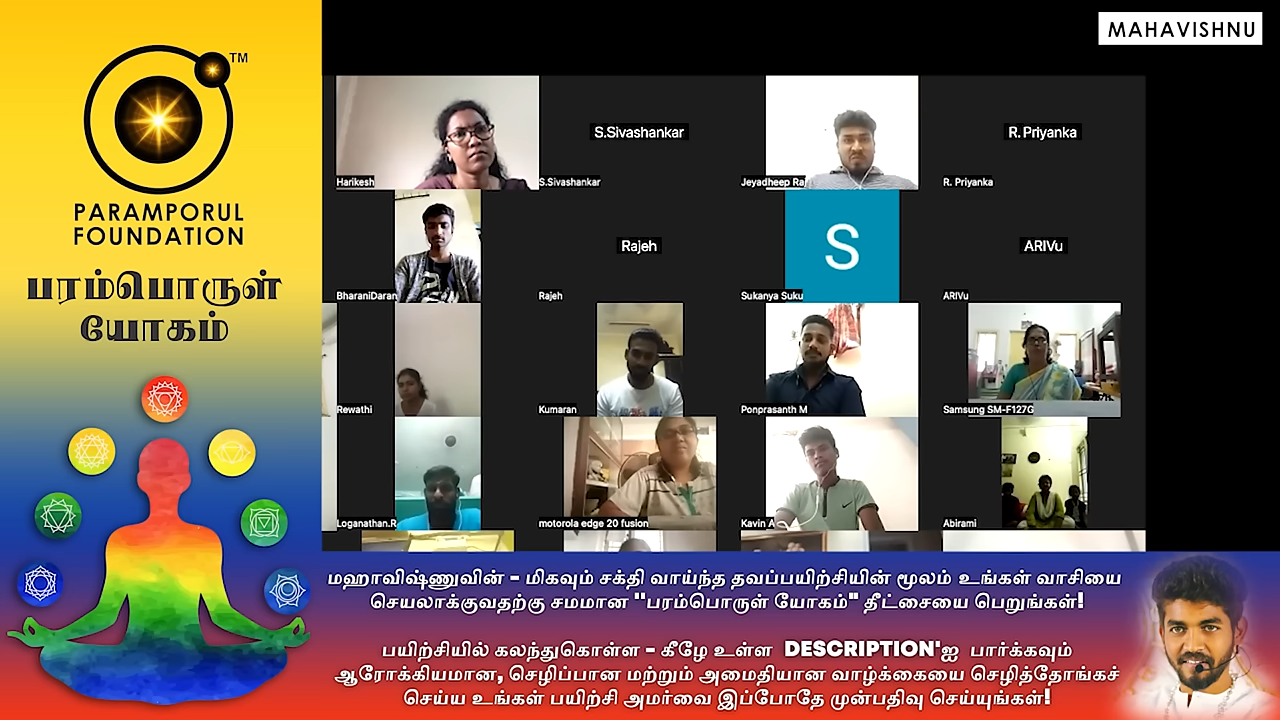 MAHAVISHNU
TM
PARAMPORUL
FOUNDATION
பரம்பொருள்
யோகம்
S.Sivashankar
R. Priyanka
Harikesh
S.Sivashankar
Jeyadheep Raj
R. Priyanka
Rajeh
S
ARIVu
BharaniDaran
Rajeh
Sukanya Suku
ARIVu
Rewathi
Kumaran
Ponprasanth M
Samsung SM-F127G
Loganathan.R
motorola edge 20 fusion
Kavin A
Abirami
மஹாவிஷ்ணுவின் - மிகவும் சக்தி வாய்ந்த தவப்பயிற்சியின் மூலம் உங்கள் வாசியை
செயலாக்குவதற்கு சமமான "பரம்பொருள் யோகம்" தீட்சையை பெறுங்கள்!
பயிற்சியில் கலந்துகொள்ள - கீழே உள்ள DESCRIPTION'ஐ பார்க்கவும்
ஆரோக்கியமான, செழிப்பான மற்றும் அமைதியான வாழ்க்கையை செழித்தோங்கச்
செய்ய உங்கள் பயிற்சி அமர்வை இப்போதே முன்பதிவு செய்யுங்கள்!